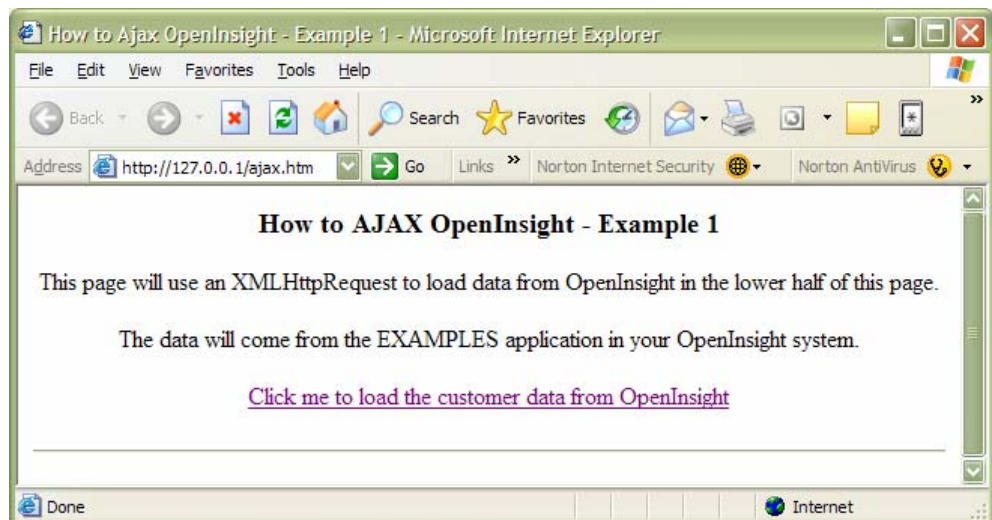 How to Ajax OpenInsight - Example 1 - Microsoft Internet Explorer
File Edit View Favorites Tools Help
Back Search Favorites »
Address http://127.0.0.1/ajax.htm Go Links » Norton Internet Security Norton AntiVirus
How to AJAX OpenInsight - Example 1
This page will use an XMLHttpRequest to load data from OpenInsight in the lower half of this page.
The data will come from the EXAMPLES application in your OpenInsight system.
Click me to load the customer data from OpenInsight
Done Internet